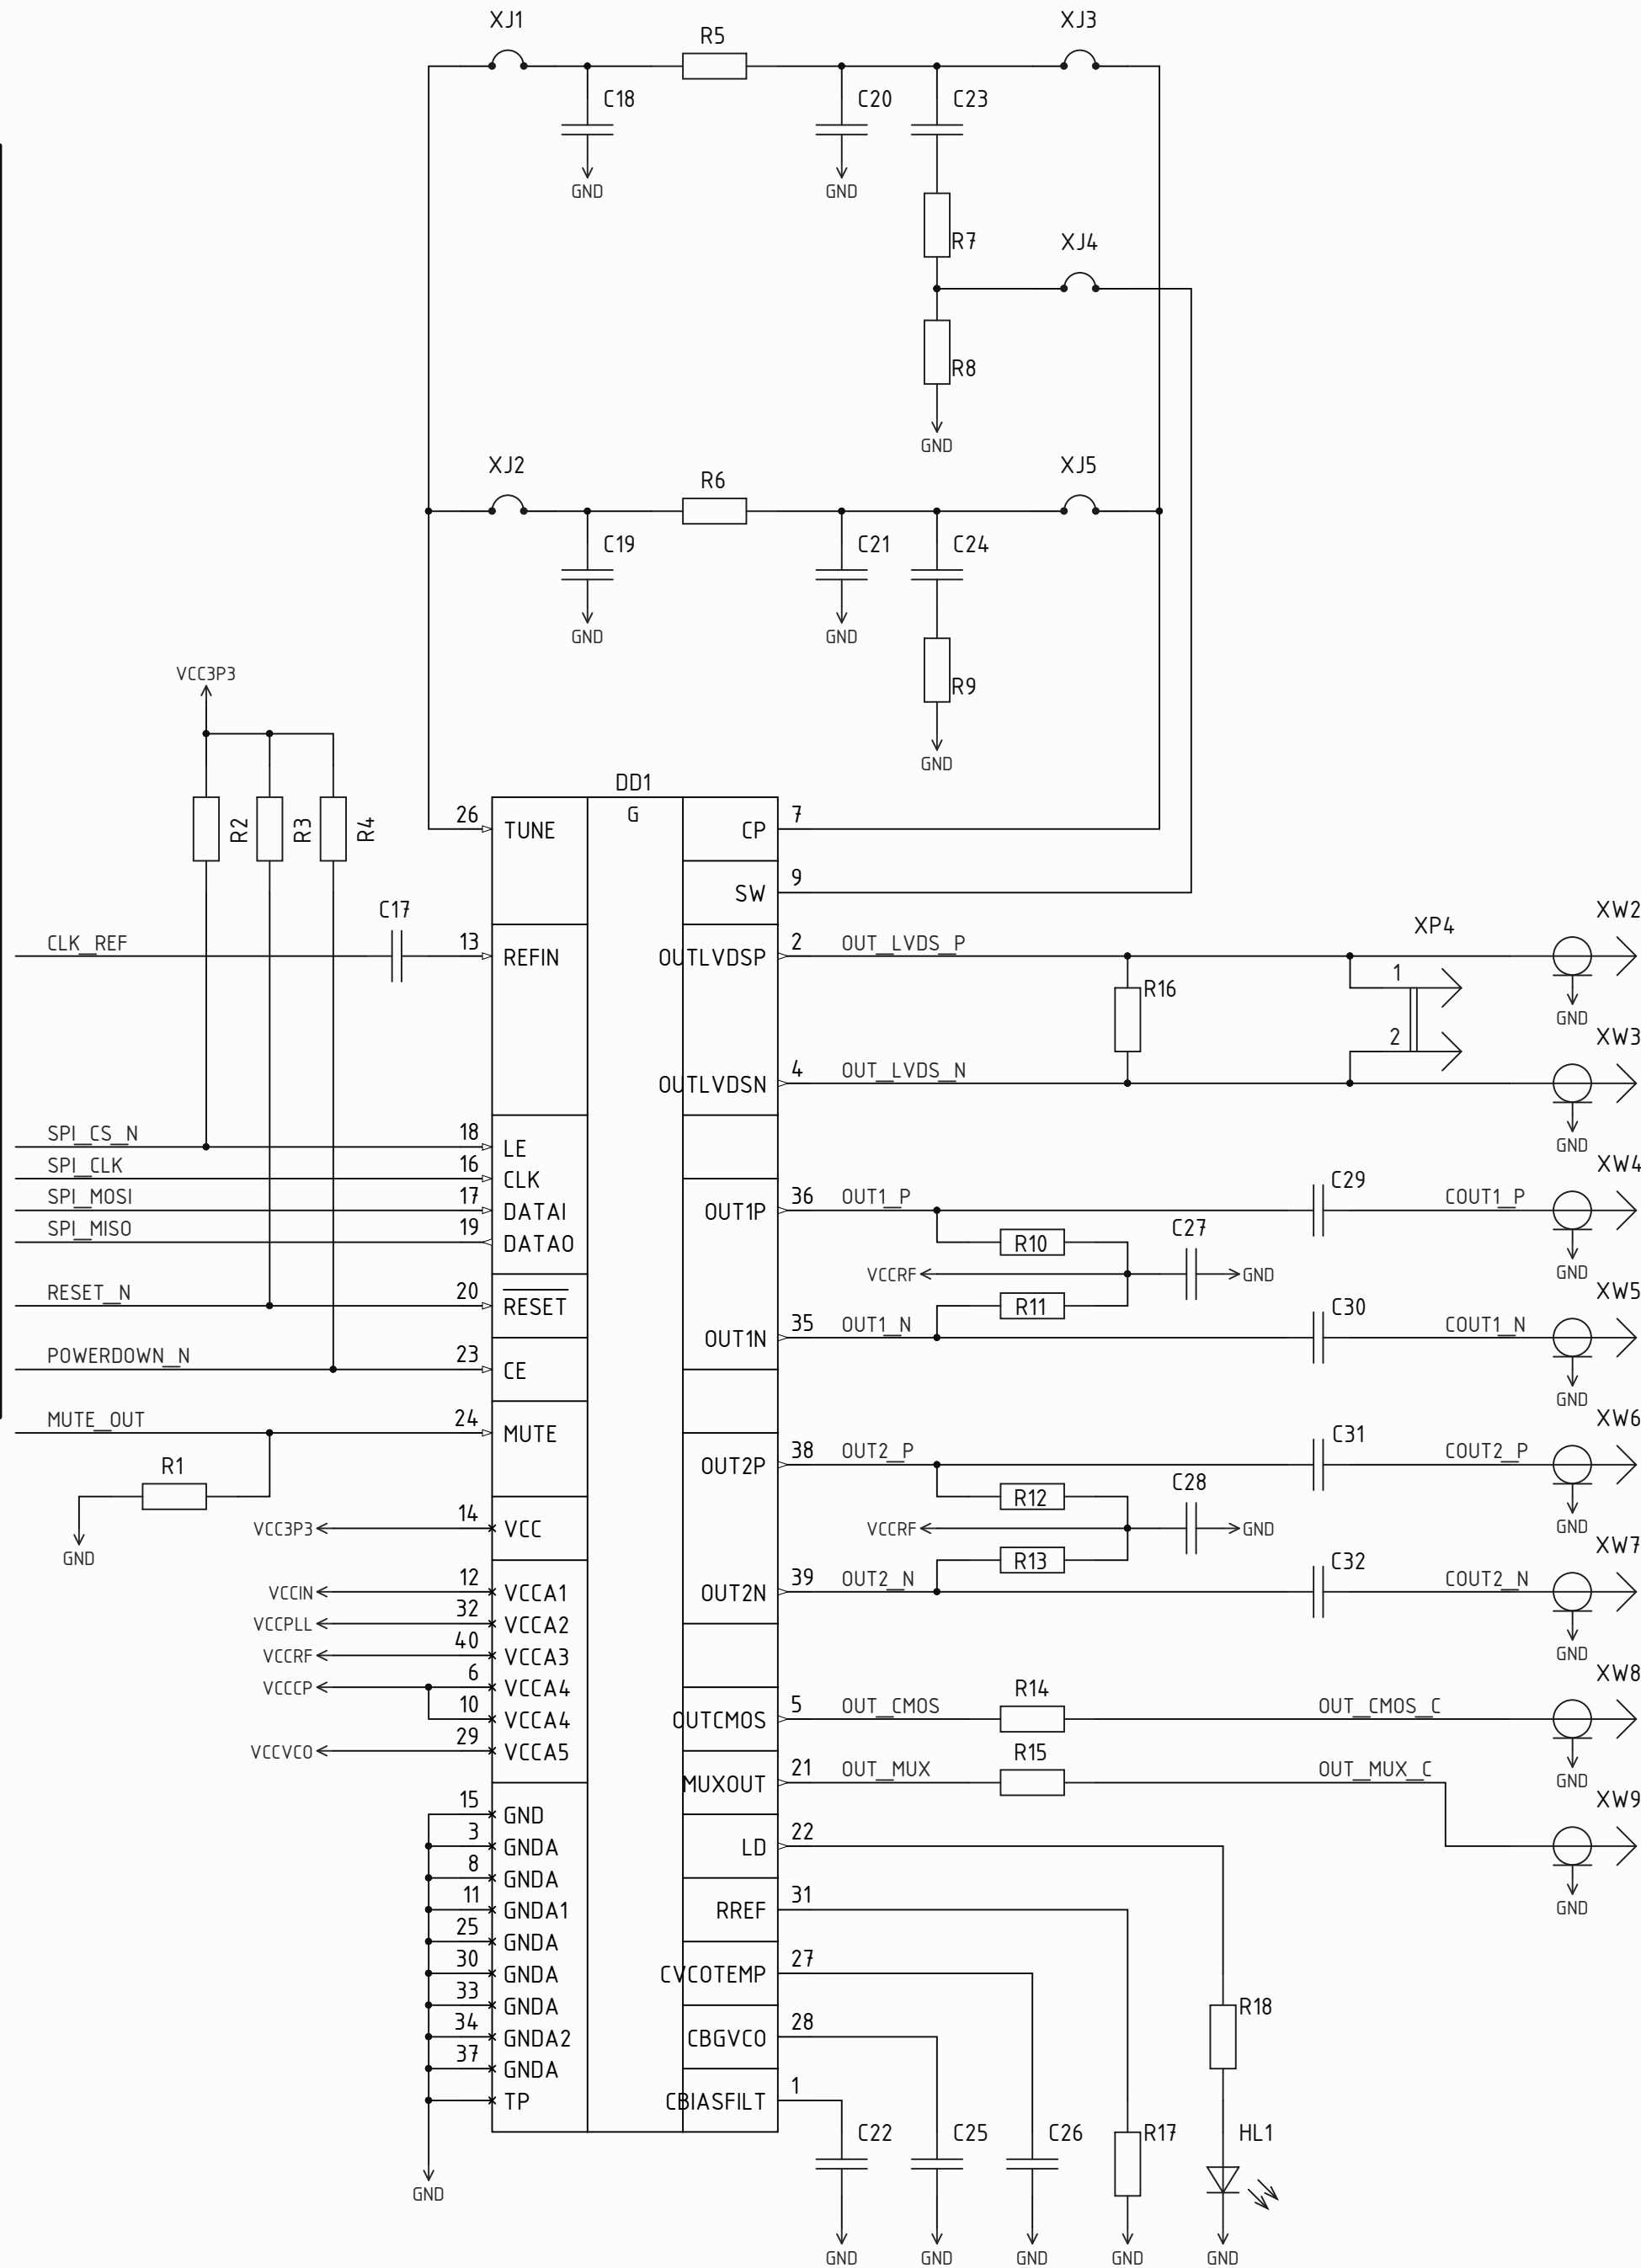 XJ1
R5
XJ3
C18
C20
C23
GND
GND
R7
XJ4
R8
GND
XJ2
R6
XJ5
C19
C21
C24
GND
GND
R9
GND
VCC3P3
R2
R3
R4
DD1
G
26 TUNE
CP 7
SW 9
CLK_REF
C17
13 REFIN
OUTLVDSP 2 OUT_LVDS_P
XP4
XW2
R16
1
GND
2
XW3
OUTLVDSN 4 OUT_LVDS_N
GND
SPI_CS_N 18 LE
SPI_CLK 16 CLK
SPI_MOSI 17 DATAI
SPI_MISO 19 DATAO
OUT1P 36 OUT1_P
C29
COUT1_P
XW4
GND
R10
C27
VCCRF
GND
R11
RESET_N 20 RESET
OUT1N 35 OUT1_N
C30
COUT1_N
XW5
GND
POWERDOWN_N 23 CE
MUTE_OUT 24 MUTE
R1
GND
OUT2P 38 OUT2_P
C31
COUT2_P
XW6
GND
R12
C28
VCCRF
GND
R13
VCC3P3 14 VCC
OUT2N 39 OUT2_N
C32
COUT2_N
XW7
GND
VCCIN 12 VCCA1
VCCPLL 32 VCCA2
VCCRF 40 VCCA3
VCCCP 6 VCCA4
10 VCCA4
VCCVCO 29 VCCA5
OUTCMOS 5 OUT_CMOS
R14
OUT_CMOS_C
XW8
GND
MUXOUT 21 OUT_MUX
R15
OUT_MUX_C
XW9
GND
15 GND
3 GNDA
8 GNDA
11 GNDA1
25 GNDA
30 GNDA
33 GNDA
34 GNDA2
37 GNDA
TP
GND
LD 22
RREF 31
CVCOTEMP 27
CBGVCO 28
CBIASFILT 1
R18
C22
C25
C26
R17
HL1
GND
GND
GND
GND
GND